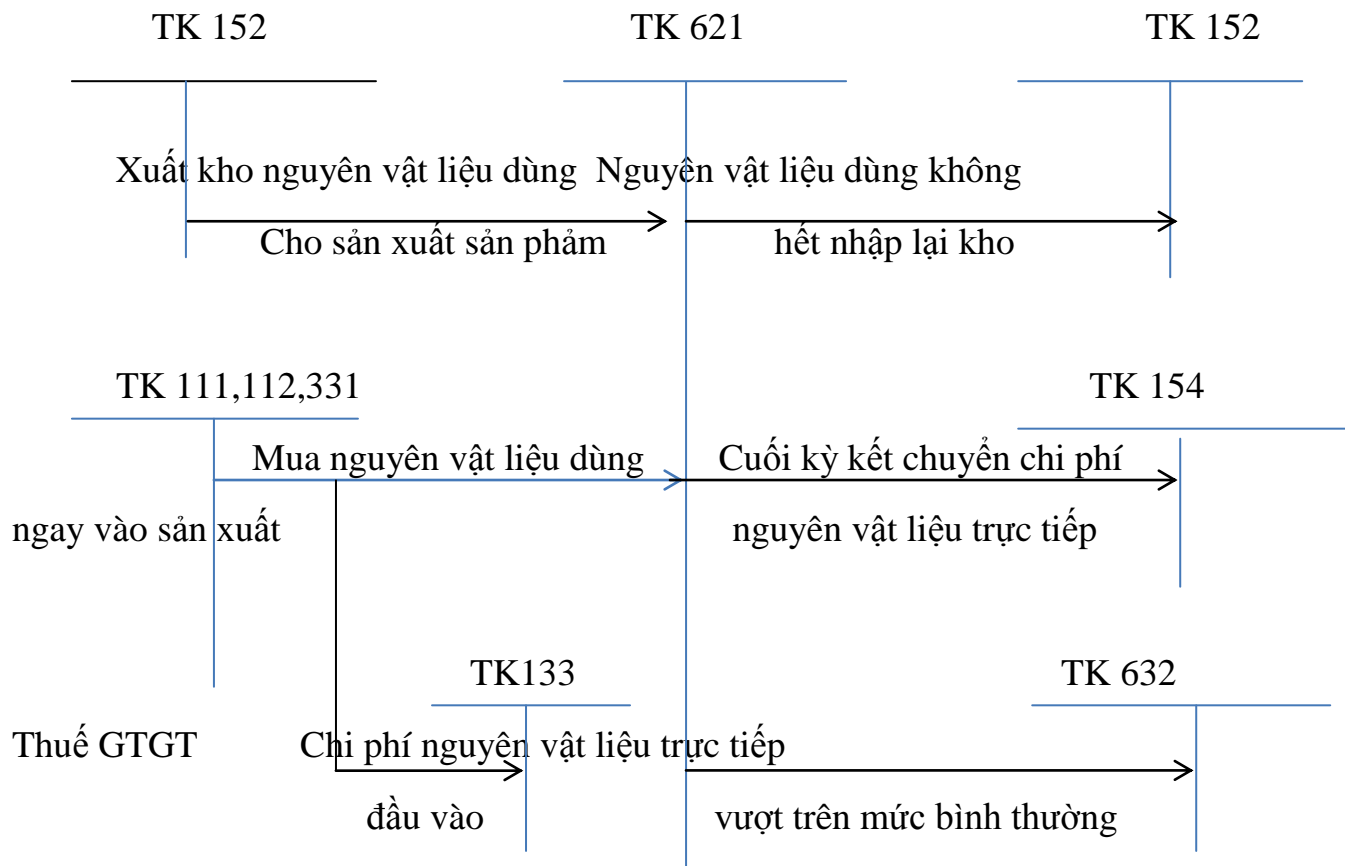 TK 152 TK 621 TK 152
Xuất kho nguyên vật liệu dùng Nguyên vật liệu dùng không
Cho sản xuất sản phảm hết nhập lại kho
TK 111,112,331 TK 154
Mua nguyên vật liệu dùng Cuối kỳ kết chuyển chi phí
ngay vào sản xuất nguyên vật liệu trực tiếp
TK133 TK 632
Thuế GTGT Chi phí nguyên vật liệu trực tiếp
đầu vào vượt trên mức bình thường